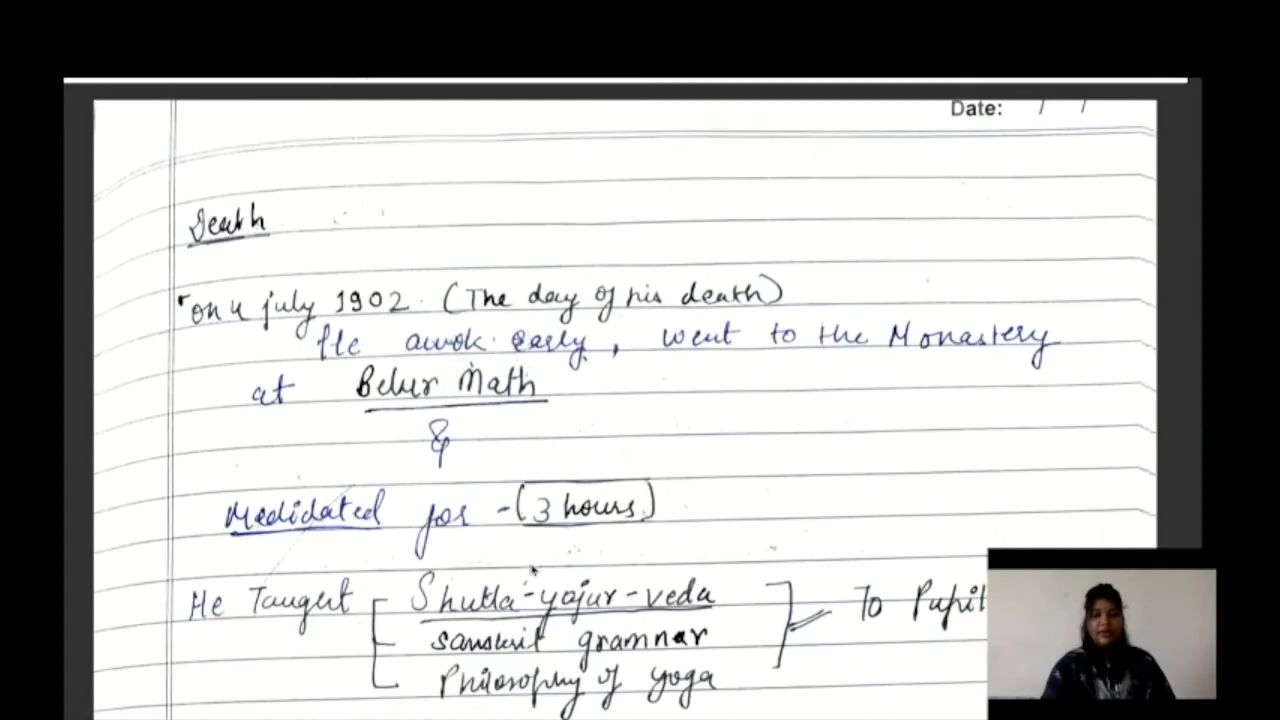 Date: / /
Death
on 4 july 1902. (The day of his death)
He awok early, went to the Monastery
at Belur Math
&
Medidated for - (3 hours)
He Taught [ Shukla-yajur-veda ] To Pupil
sanskrit grammar
Philosophy of yoga